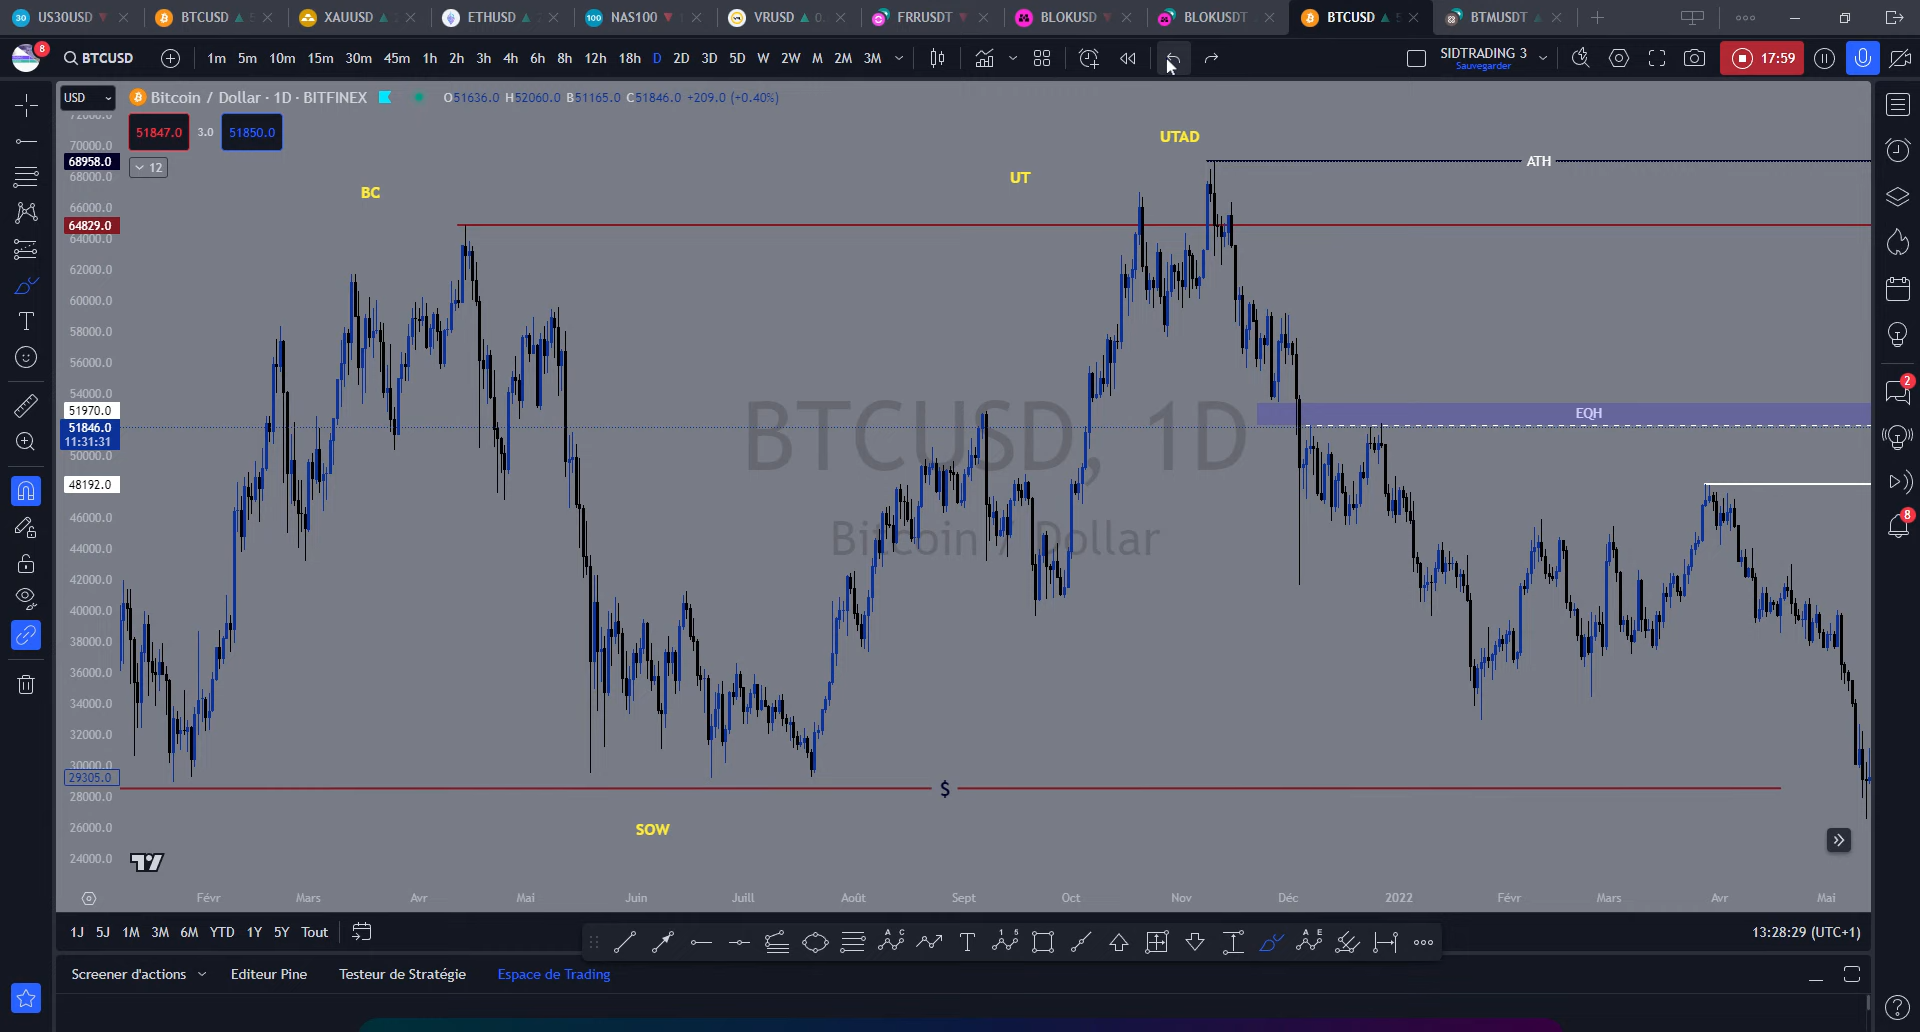 US30USD BTCUSD XAUUSD ETHUSD NAS100 VRUSD FRRUSDT BLOKUSD BLOKUSDT BTCUSD BTMUSDT
8 BTCUSD 1m 5m 10m 15m 30m 45m 1h 2h 3h 4h 6h 8h 12h 18h D 2D 3D 5D W 2W M 2M 3M SIDTRADING 3 17:59
Sauvegarder
USD Bitcoin / Dollar · 1D · BITFINEX O51636.0 H52060.0 B51165.0 C51846.0 +209.0 (+0.40%)
51847.0 3.0 51850.0
12
UTAD
UT
BC
ATH
EQH
BTCUSD, 1D
Bitcoin / Dollar
$
SOW
72000.0
70000.0
68958.0
68000.0
66000.0
64829.0
64000.0
62000.0
60000.0
58000.0
56000.0
54000.0
51970.0
51846.0
11:31:31
50000.0
48192.0
46000.0
44000.0
42000.0
40000.0
38000.0
36000.0
34000.0
32000.0
30000.0
29305.0
28000.0
26000.0
24000.0
Févr Mars Avr Mai Juin Juill Août Sept Oct Nov Déc 2022 Févr Mars Avr Mai
1J 5J 1M 3M 6M YTD 1Y 5Y Tout 13:28:29 (UTC+1)
Screener d'actions Editeur Pine Testeur de Stratégie Espace de Trading
2
8